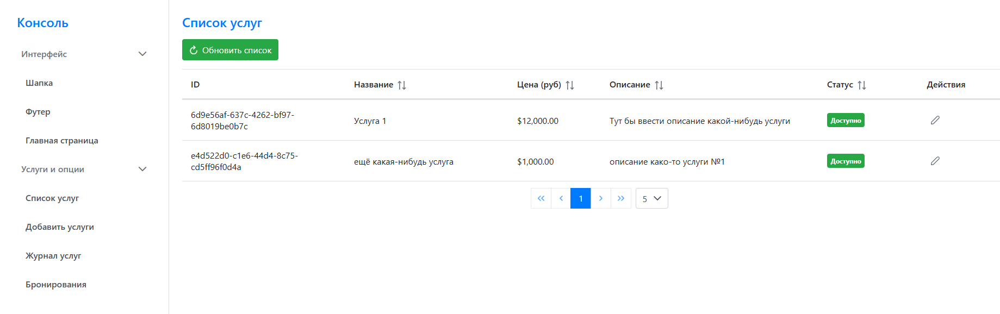 Консоль
Интерфейс
Шапка
Футер
Главная страница
Услуги и опции
Список услуг
Добавить услуги
Журнал услуг
Бронирования
Список услуг
Обновить список
ID Название Цена (руб) Описание Статус Действия
6d9e56af-637c-4262-bf97-
6d8019be0b7c
Услуга 1 $12,000.00 Тут бы ввести описание какой-нибудь услуги Доступно
e4d522d0-c1e6-44d4-8c75-
cd5ff96f0d4a
ещё какая-нибудь услуга $1,000.00 описание како-то услуги №1 Доступно
1 5